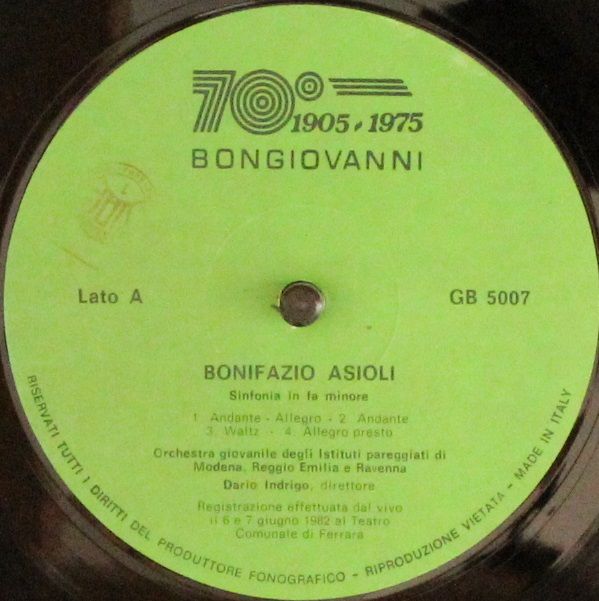 70°
1905 - 1975
BONGIOVANNI
Lato A
GB 5007
BONIFAZIO ASIOLI
Sinfonia in fa minore
1. Andante - Allegro - 2. Andante
3. Waltz - 4. Allegro presto
Orchestra giovanile degli Istituti pareggiati di
Modena, Reggio Emilia e Ravenna
Dario Indrigo, direttore
Registrazione effettuata dal vivo
il 6 e 7 giugno 1982 al Teatro
Comunale di Ferrara
RISERVATI TUTTI I DIRITTI DEL PRODUTTORE FONOGRAFICO - RIPRODUZIONE VIETATA - MADE IN ITALY